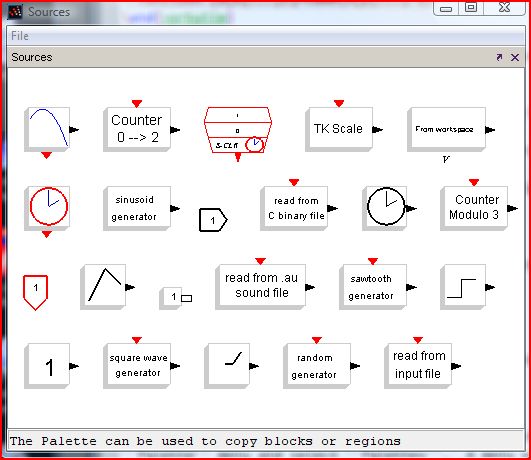 Sources
File
Sources
Counter
0 --> 2
1
0
S-CLR
TK Scale
From workspace
V
sinusoid
generator
1
read from
C binary file
Counter
Modulo 3
1
1
read from .au
sound file
sawtooth
generator
1
square wave
generator
random
generator
read from
input file
The Palette can be used to copy blocks or regions